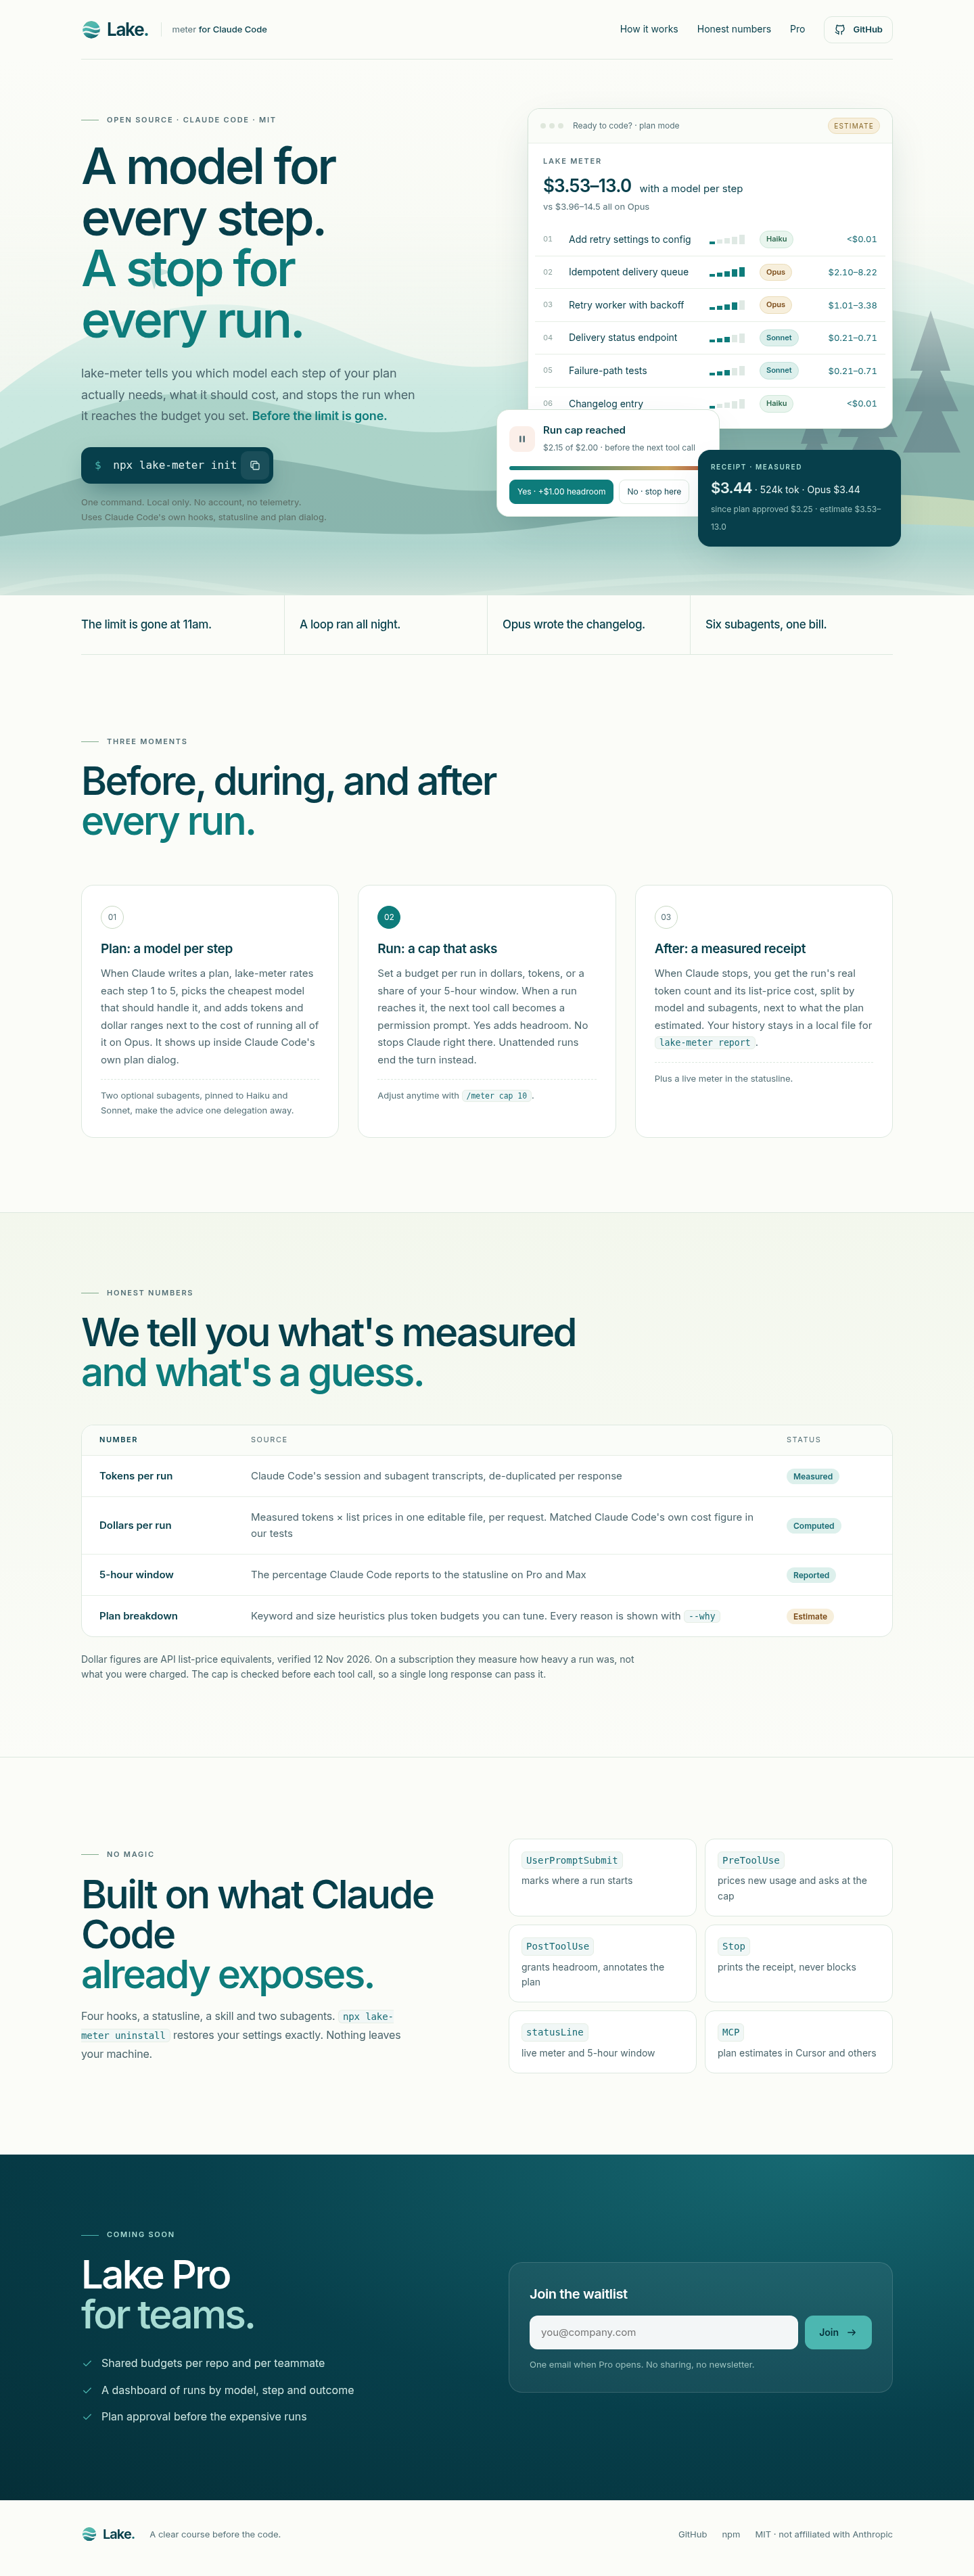 Lake.
meter for Claude Code
How it works
Honest numbers
Pro
GitHub
OPEN SOURCE · CLAUDE CODE · MIT
A model for
every step.
A stop for
every run.
lake-meter tells you which model each step of your plan
actually needs, what it should cost, and stops the run when
it reaches the budget you set. Before the limit is gone.
$ npx lake-meter init
One command. Local only. No account, no telemetry.
Uses Claude Code's own hooks, statusline and plan dialog.
Ready to code? · plan mode
ESTIMATE
LAKE METER
$3.53–13.0 with a model per step
vs $3.96–14.5 all on Opus
01 Add retry settings to config Haiku <$0.01
02 Idempotent delivery queue Opus $2.10–8.22
03 Retry worker with backoff Opus $1.01–3.38
04 Delivery status endpoint Sonnet $0.21–0.71
05 Failure-path tests Sonnet $0.21–0.71
06 Changelog entry Haiku <$0.01
Run cap reached
$2.15 of $2.00 · before the next tool call
Yes · +$1.00 headroom
No · stop here
RECEIPT · MEASURED
$3.44 · 524k tok · Opus $3.44
since plan approved $3.25 · estimate $3.53–
13.0
The limit is gone at 11am.
A loop ran all night.
Opus wrote the changelog.
Six subagents, one bill.
THREE MOMENTS
Before, during, and after
every run.
01
Plan: a model per step
When Claude writes a plan, lake-meter rates
each step 1 to 5, picks the cheapest model
that should handle it, and adds tokens and
dollar ranges next to the cost of running all of
it on Opus. It shows up inside Claude Code's
own plan dialog.
Two optional subagents, pinned to Haiku and
Sonnet, make the advice one delegation away.
02
Run: a cap that asks
Set a budget per run in dollars, tokens, or a
share of your 5-hour window. When a run
reaches it, the next tool call becomes a
permission prompt. Yes adds headroom. No
stops Claude right there. Unattended runs
end the turn instead.
Adjust anytime with /meter cap 10 .
03
After: a measured receipt
When Claude stops, you get the run's real
token count and its list-price cost, split by
model and subagents, next to what the plan
estimated. Your history stays in a local file for
lake-meter report .
Plus a live meter in the statusline.
HONEST NUMBERS
We tell you what's measured
and what's a guess.
NUMBER SOURCE STATUS
Tokens per run Claude Code's session and subagent transcripts, de-duplicated per response Measured
Dollars per run Measured tokens × list prices in one editable file, per request. Matched Claude Code's own cost figure in
our tests Computed
5-hour window The percentage Claude Code reports to the statusline on Pro and Max Reported
Plan breakdown Keyword and size heuristics plus token budgets you can tune. Every reason is shown with --why Estimate
Dollar figures are API list-price equivalents, verified 12 Nov 2026. On a subscription they measure how heavy a run was, not
what you were charged. The cap is checked before each tool call, so a single long response can pass it.
NO MAGIC
Built on what Claude
Code
already exposes.
Four hooks, a statusline, a skill and two subagents. npx lake-
meter uninstall restores your settings exactly. Nothing leaves
your machine.
UserPromptSubmit
marks where a run starts
PreToolUse
prices new usage and asks at the
cap
PostToolUse
grants headroom, annotates the
plan
Stop
prints the receipt, never blocks
statusLine
live meter and 5-hour window
MCP
plan estimates in Cursor and others
COMING SOON
Lake Pro
for teams.
Shared budgets per repo and per teammate
A dashboard of runs by model, step and outcome
Plan approval before the expensive runs
Join the waitlist
you@company.com
Join
One email when Pro opens. No sharing, no newsletter.
Lake.
A clear course before the code.
GitHub
npm
MIT · not affiliated with Anthropic